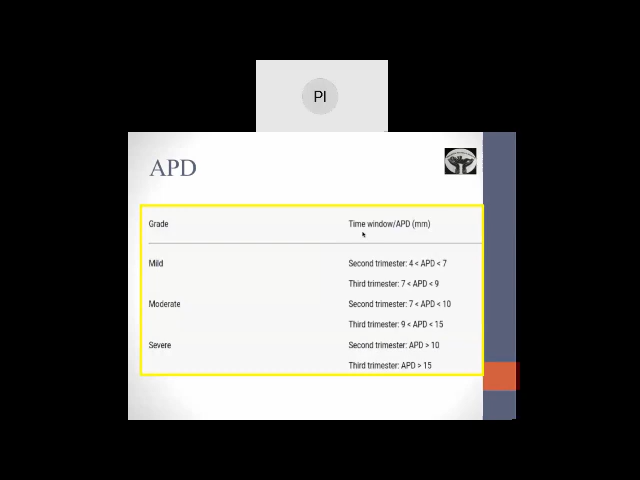 PI
APD
Grade Time window/APD (mm)
Mild Second trimester: 4 < APD < 7
Third trimester: 7 < APD < 9
Moderate Second trimester: 7 < APD < 10
Third trimester: 9 < APD < 15
Severe Second trimester: APD > 10
Third trimester: APD > 15